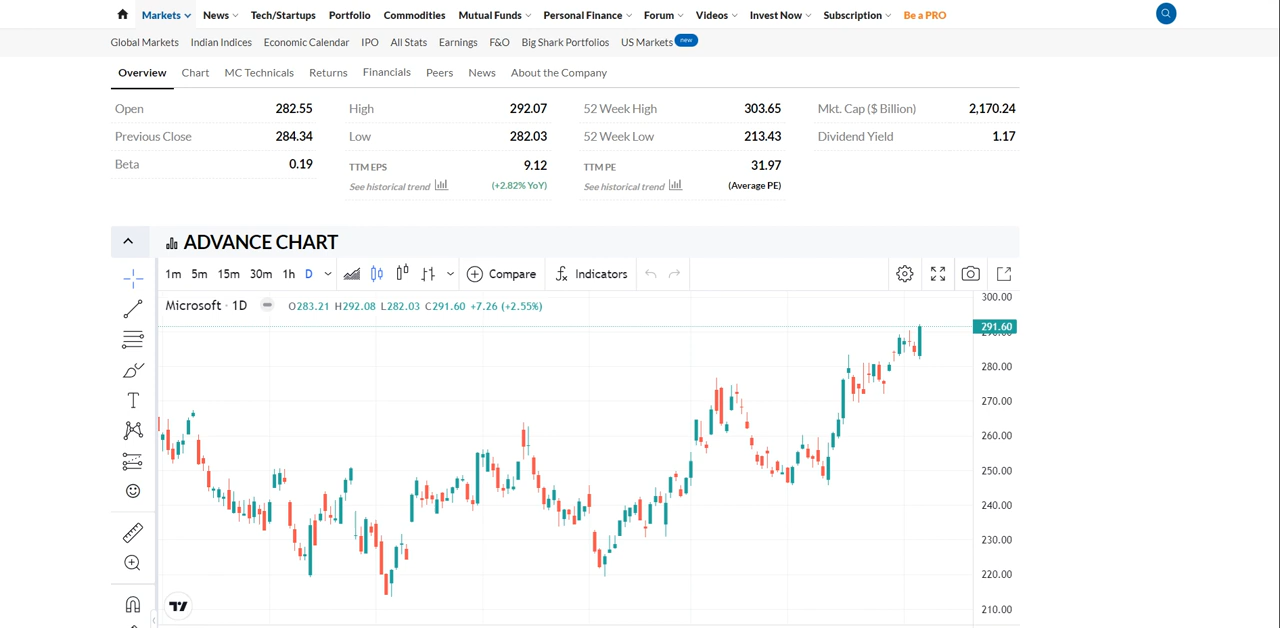 Markets News Tech/Startups Portfolio Commodities Mutual Funds Personal Finance Forum Videos Invest Now Subscription Be a PRO
Global Markets Indian Indices Economic Calendar IPO All Stats Earnings F&O Big Shark Portfolios US Markets new
Overview Chart MC Technicals Returns Financials Peers News About the Company
Open 282.55 High 292.07 52 Week High 303.65 Mkt. Cap ($ Billion) 2,170.24
Previous Close 284.34 Low 282.03 52 Week Low 213.43 Dividend Yield 1.17
Beta 0.19 TTM EPS 9.12 TTM PE 31.97
See historical trend (+2.82% YoY) See historical trend (Average PE)
ADVANCE CHART
1m 5m 15m 30m 1h D Compare Indicators
Microsoft · 1D O283.21 H292.08 L282.03 C291.60 +7.26 (+2.55%)
300.00
291.60
280.00
270.00
260.00
250.00
240.00
230.00
220.00
210.00